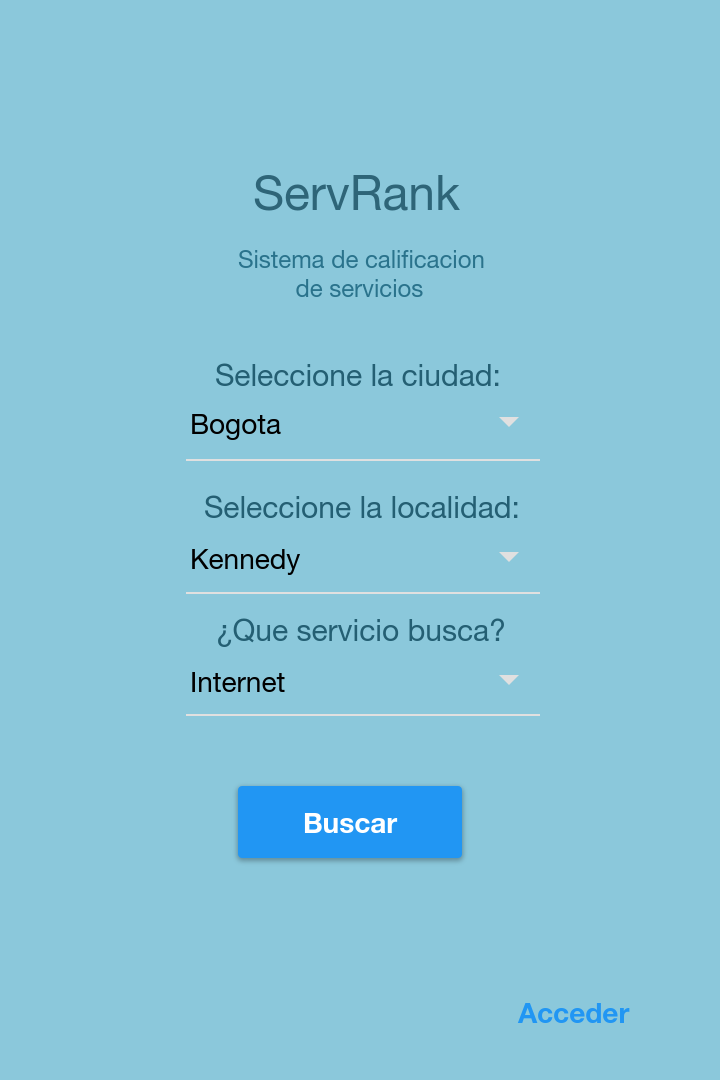 ServRank
Sistema de calificacion
de servicios
Seleccione la ciudad:
Bogota
Seleccione la localidad:
Kennedy
¿Que servicio busca?
Internet
Buscar
Acceder